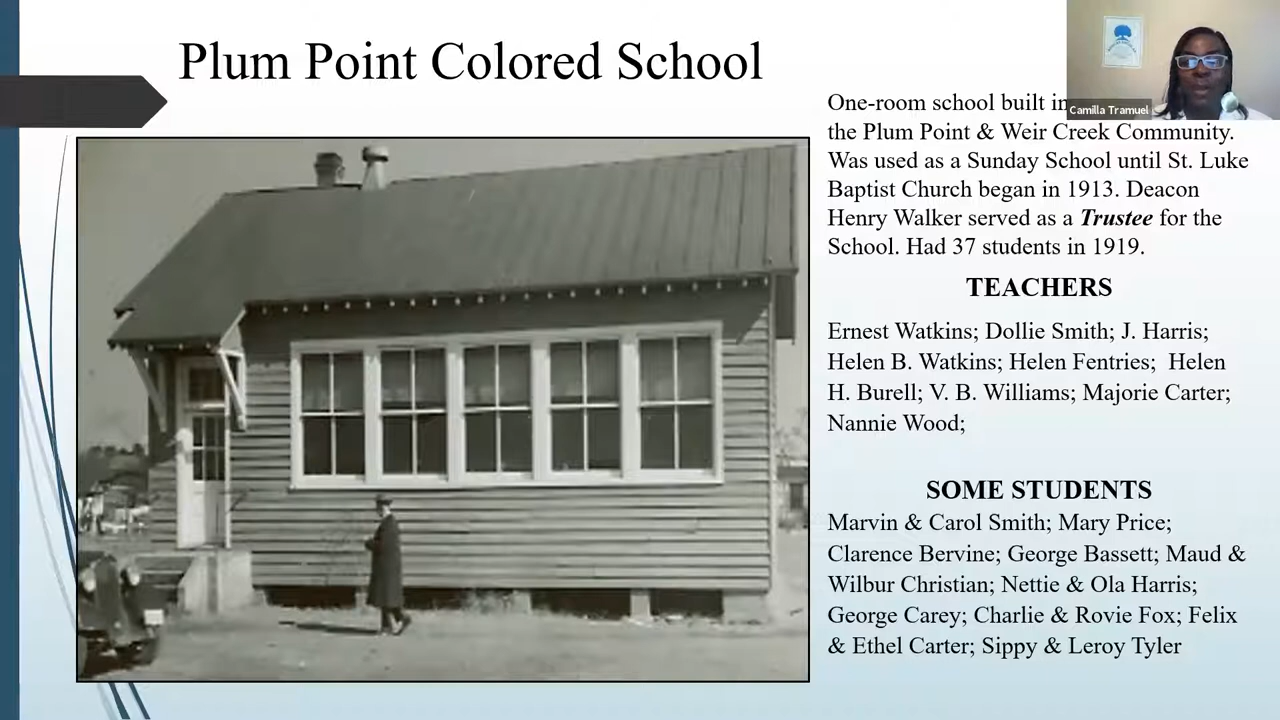 Plum Point Colored School
Camilla Tramuel
One-room school built in
the Plum Point & Weir Creek Community.
Was used as a Sunday School until St. Luke
Baptist Church began in 1913. Deacon
Henry Walker served as a Trustee for the
School. Had 37 students in 1919.
TEACHERS
Ernest Watkins; Dollie Smith; J. Harris;
Helen B. Watkins; Helen Fentries; Helen
H. Burell; V. B. Williams; Majorie Carter;
Nannie Wood;
SOME STUDENTS
Marvin & Carol Smith; Mary Price;
Clarence Bervine; George Bassett; Maud &
Wilbur Christian; Nettie & Ola Harris;
George Carey; Charlie & Rovie Fox; Felix
& Ethel Carter; Sippy & Leroy Tyler